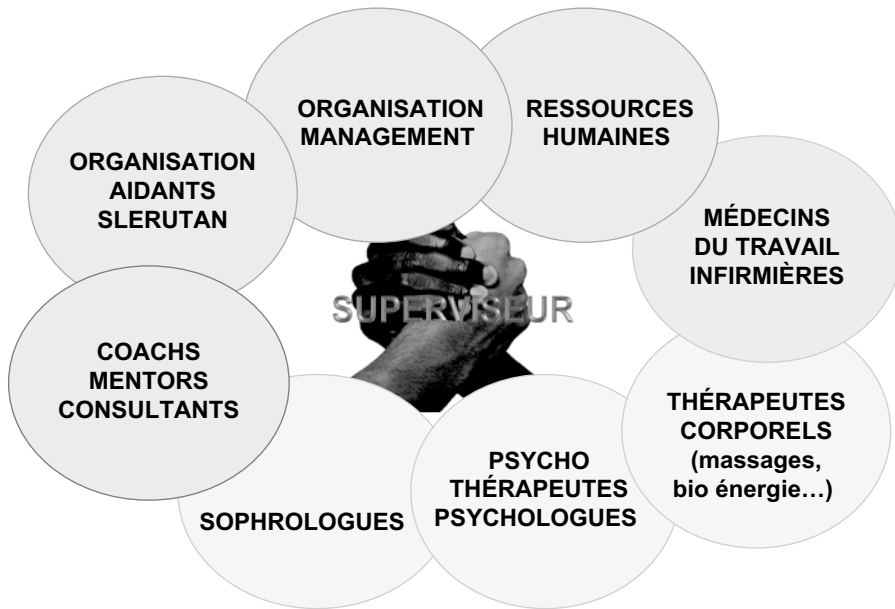 ORGANISATION
MANAGEMENT
RESSOURCES
HUMAINES
ORGANISATION
AIDANTS
SLERUTAN
MÉDECINS
DU TRAVAIL
INFIRMIÈRES
SUPERVISEUR
COACHS
MENTORS
CONSULTANTS
THÉRAPEUTES
CORPORELS
(massages,
bio énergie…)
PSYCHO
THÉRAPEUTES
PSYCHOLOGUES
SOPHROLOGUES